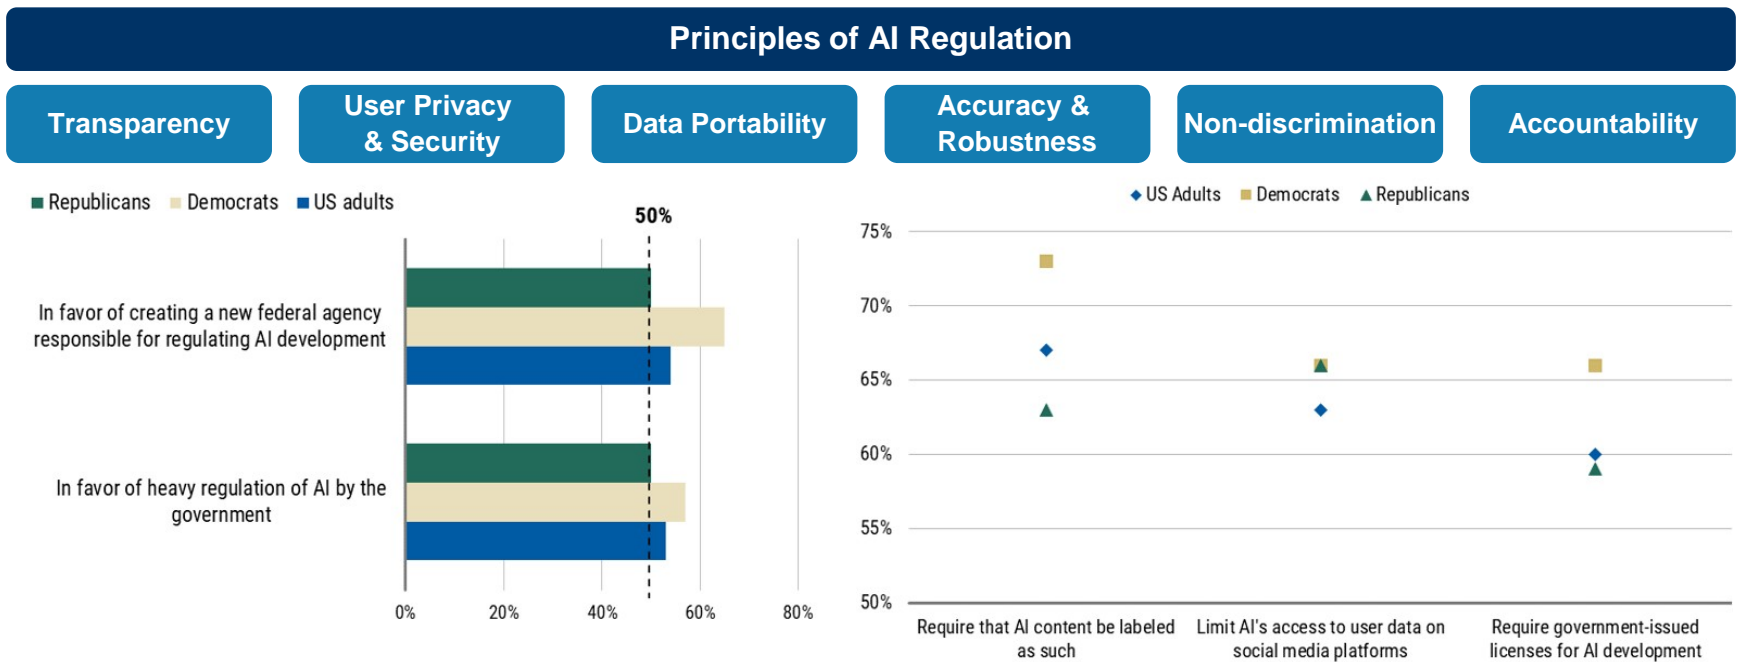 Principles of AI Regulation
Transparency
User Privacy
& Security
Data Portability
Accuracy &
Robustness
Non-discrimination
Accountability
Republicans Democrats US adults
50%
In favor of creating a new federal agency
responsible for regulating AI development
In favor of heavy regulation of AI by the
government
0% 20% 40% 60% 80%
US Adults Democrats Republicans
75%
70%
65%
60%
55%
50%
Require that AI content be labeled
as such
Limit AI's access to user data on
social media platforms
Require government-issued
licenses for AI development